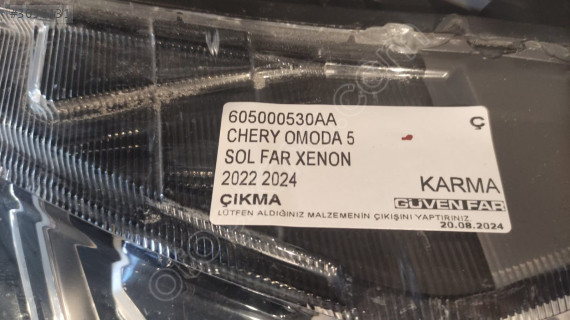 605000530AA
Ç
CHERY OMODA 5
SOL FAR XENON
2022 2024
KARMA
ÇIKMA
GÜVEN FAR
LÜTFEN ALDIĞINIZ MALZEMENİN ÇIKIŞINI YAPTIRINIZ
20.08.2024